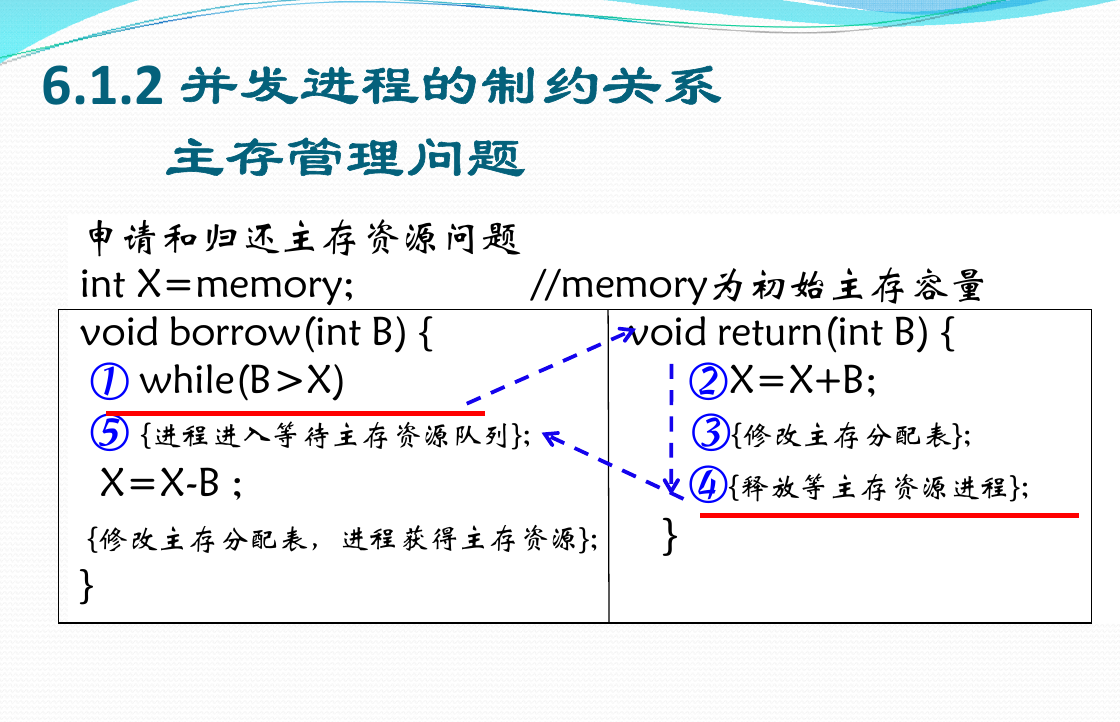 6.1.2 并发进程的制约关系
主存管理问题
申请和归还主存资源问题
int X=memory; //memory为初始主存容量
void borrow(int B) {
① while(B>X)
⑤ {进程进入等待主存资源队列};
X=X-B ;
{修改主存分配表，进程获得主存资源};
}
void return(int B) {
②X=X+B;
③{修改主存分配表};
④{释放等主存资源进程};
}